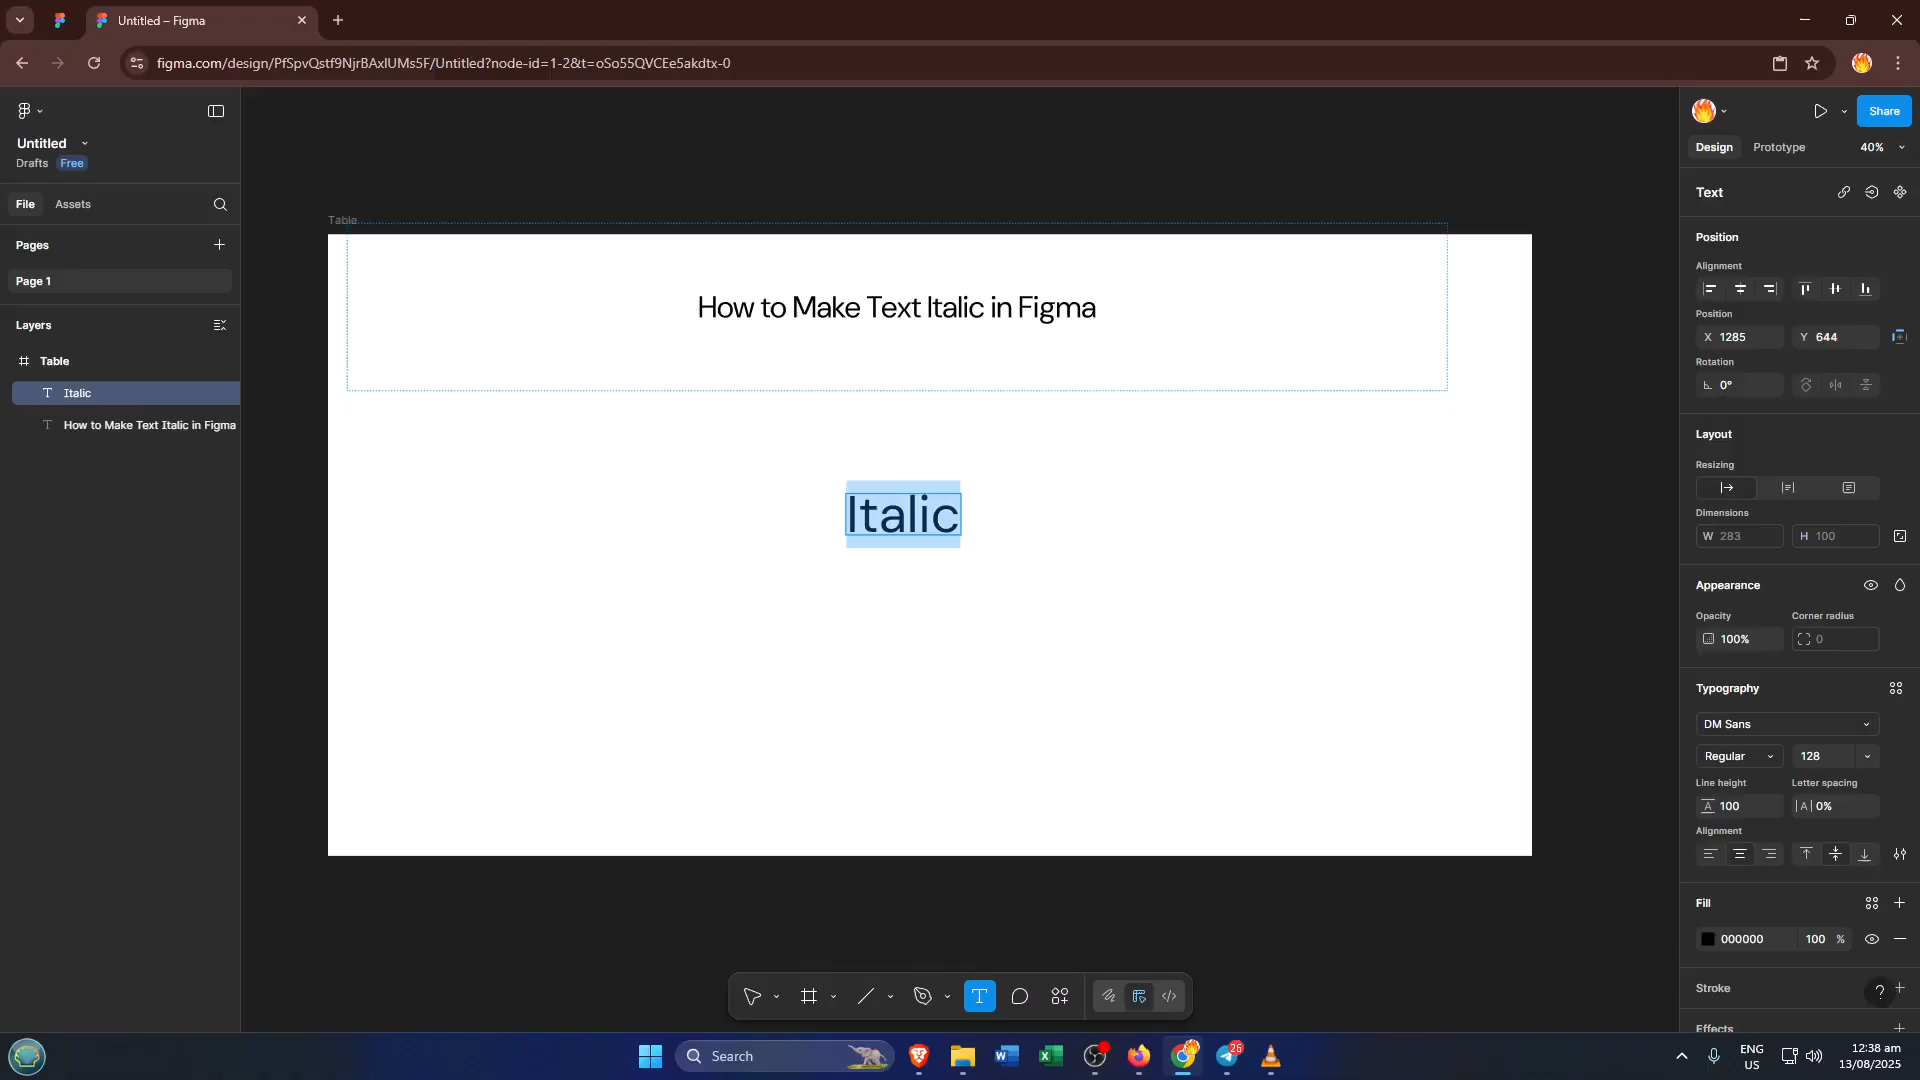 Untitled – Figma
figma.com/design/PfSpvQstf9NjrBAxlUMs5F/Untitled?node-id=1-2&t=oSo55QVCEe5akdtx-0
Untitled
Drafts Free
File Assets
Pages
Page 1
Layers
Table
Italic
How to Make Text Italic in Figma
Table
How to Make Text Italic in Figma
Italic
Share
Design Prototype 40%
Text
Position
Alignment
Position
X 1285 Y 644
Rotation
0°
Layout
Resizing
Dimensions
W 283 H 100
Appearance
Opacity Corner radius
100% 0
Typography
DM Sans
Regular 128
Line height Letter spacing
100 0%
Alignment
Fill
000000 100 %
Stroke
?
Effects
Search
26
ENG
US
12:38 am
13/08/2025